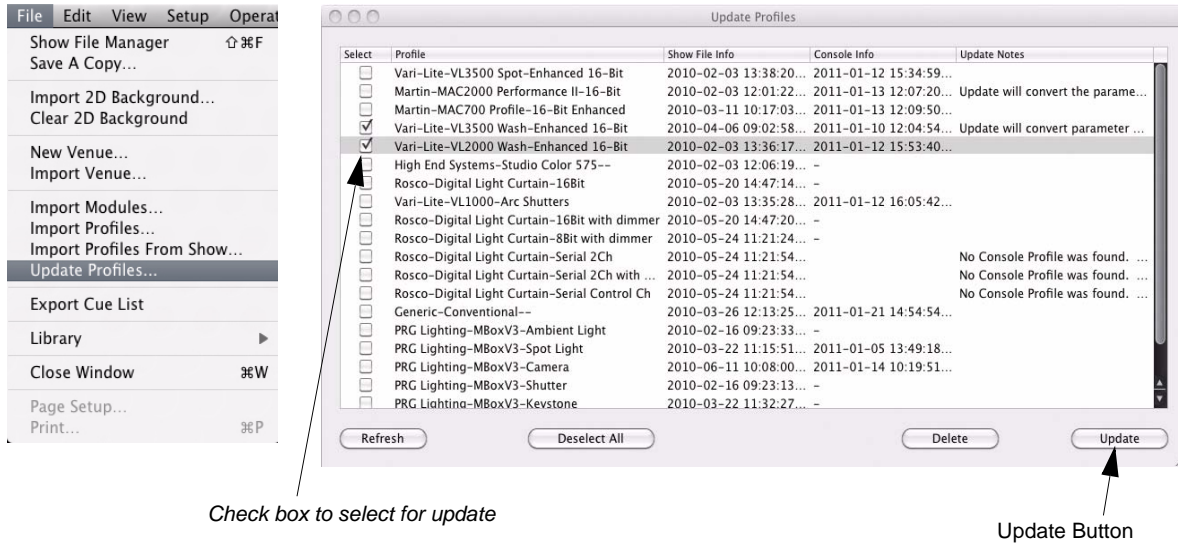 File Edit View Setup Operat
Show File Manager ⇧⌘F
Save A Copy...
Import 2D Background...
Clear 2D Background
New Venue...
Import Venue...
Import Modules...
Import Profiles...
Import Profiles From Show...
Update Profiles...
Export Cue List
Library
Close Window ⌘W
Page Setup...
Print... ⌘P
Update Profiles
Select Profile Show File Info Console Info Update Notes
Vari-Lite-VL3500 Spot-Enhanced 16-Bit 2010-02-03 13:38:20... 2011-01-12 15:34:59...
Martin-MAC2000 Performance II-16-Bit 2010-02-03 12:01:22... 2011-01-13 12:07:20... Update will convert the parame...
Martin-MAC700 Profile-16-Bit Enhanced 2010-03-11 10:17:03... 2011-01-13 12:09:50...
Vari-Lite-VL3500 Wash-Enhanced 16-Bit 2010-04-06 09:02:58... 2011-01-10 12:04:54... Update will convert parameter ...
Vari-Lite-VL2000 Wash-Enhanced 16-Bit 2010-02-03 13:36:17... 2011-01-12 15:53:40...
High End Systems-Studio Color 575-- 2010-02-03 12:06:19... -
Rosco-Digital Light Curtain-16Bit 2010-05-20 14:47:14... -
Vari-Lite-VL1000-Arc Shutters 2010-02-03 13:35:28... 2011-01-12 16:05:42...
Rosco-Digital Light Curtain-16Bit with dimmer 2010-05-20 14:47:20... -
Rosco-Digital Light Curtain-8Bit with dimmer 2010-05-24 11:21:24... -
Rosco-Digital Light Curtain-Serial 2Ch 2010-05-24 11:21:54... No Console Profile was found. ...
Rosco-Digital Light Curtain-Serial 2Ch with ... 2010-05-24 11:21:54... No Console Profile was found. ...
Rosco-Digital Light Curtain-Serial Control Ch 2010-05-24 11:21:54... No Console Profile was found. ...
Generic-Conventional-- 2010-03-26 12:13:25... 2011-01-21 14:54:54...
PRG Lighting-MBoxV3-Ambient Light 2010-02-16 09:23:33... -
PRG Lighting-MBoxV3-Spot Light 2010-03-22 11:15:51... 2011-01-05 13:49:18...
PRG Lighting-MBoxV3-Camera 2010-06-11 10:08:00... 2011-01-14 10:19:51...
PRG Lighting-MBoxV3-Shutter 2010-02-16 09:23:13... -
PRG Lighting-MBoxV3-Keystone 2010-03-22 11:32:27... -
Refresh Deselect All Delete Update
Check box to select for update
Update Button